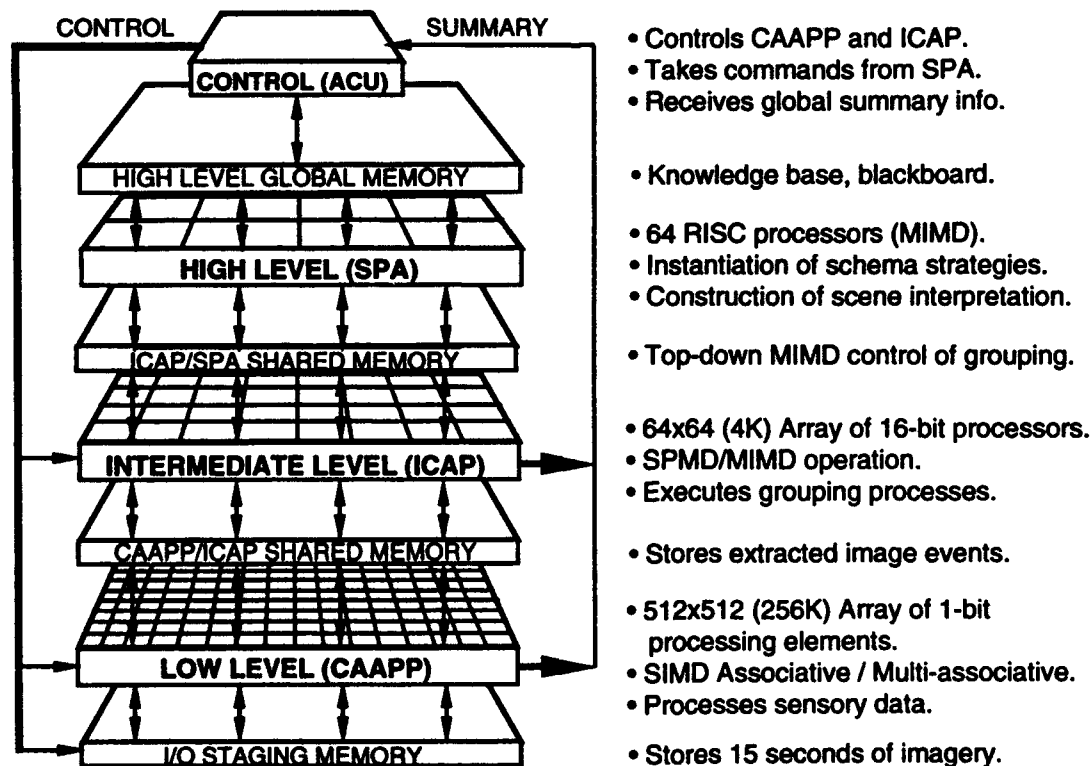 CONTROL
SUMMARY
CONTROL (ACU)
• Controls CAAPP and ICAP.
• Takes commands from SPA.
• Receives global summary info.
HIGH LEVEL GLOBAL MEMORY
• Knowledge base, blackboard.
HIGH LEVEL (SPA)
• 64 RISC processors (MIMD).
• Instantiation of schema strategies.
• Construction of scene interpretation.
ICAP/SPA SHARED MEMORY
• Top-down MIMD control of grouping.
INTERMEDIATE LEVEL (ICAP)
• 64x64 (4K) Array of 16-bit processors.
• SPMD/MIMD operation.
• Executes grouping processes.
CAAPP/ICAP SHARED MEMORY
• Stores extracted image events.
LOW LEVEL (CAAPP)
• 512x512 (256K) Array of 1-bit
processing elements.
• SIMD Associative / Multi-associative.
• Processes sensory data.
I/O STAGING MEMORY
• Stores 15 seconds of imagery.